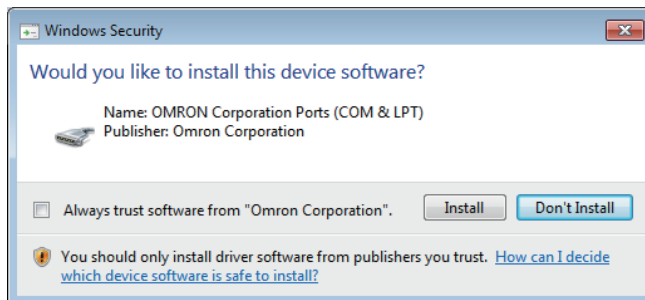 Windows Security
Would you like to install this device software?
Name: OMRON Corporation Ports (COM & LPT)
Publisher: Omron Corporation
Always trust software from "Omron Corporation".
Install
Don't Install
You should only install driver software from publishers you trust. How can I decide
which device software is safe to install?